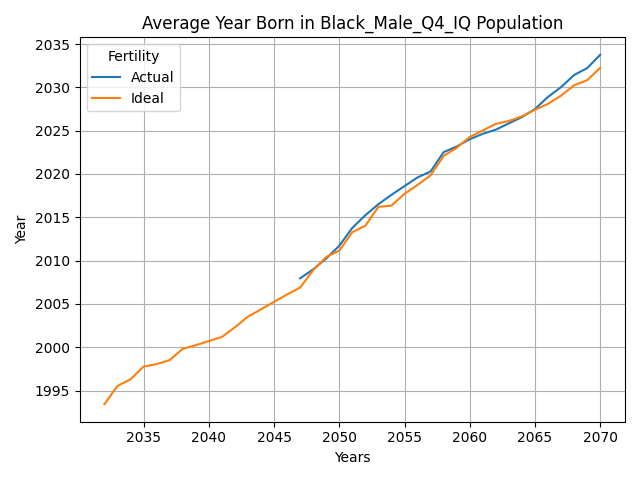 Average Year Born in Black_Male_Q4_IQ Population
Fertility
Actual
Ideal
Year
2035
2030
2025
2020
2015
2010
2005
2000
1995
2035 2040 2045 2050 2055 2060 2065 2070
Years